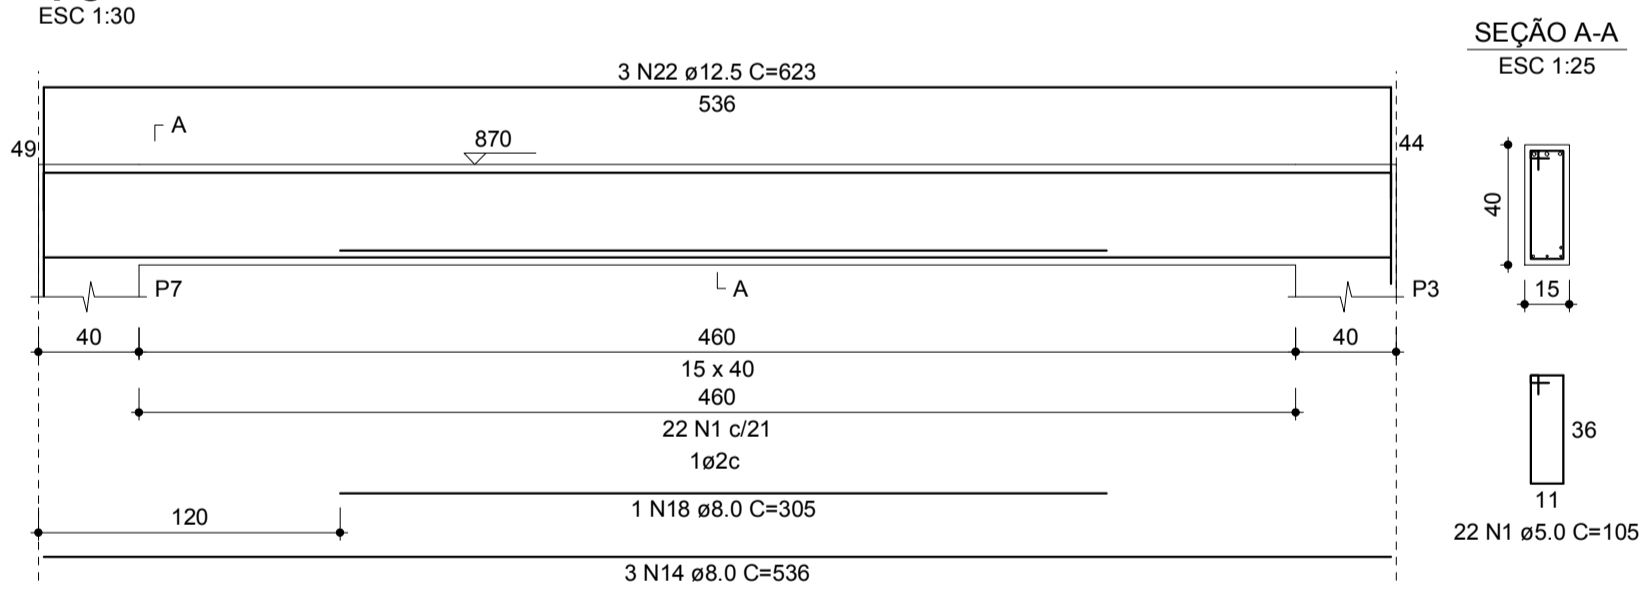 ESC 1:30
SEÇÃO A-A
ESC 1:25
3 N22 ø12.5 C=623
536
A
870
49
44
40
A
P7
P3
15
40
460
40
15 x 40
460
22 N1 c/21
1ø2c
36
11
1 N18 ø8.0 C=305
120
22 N1 ø5.0 C=105
3 N14 ø8.0 C=536